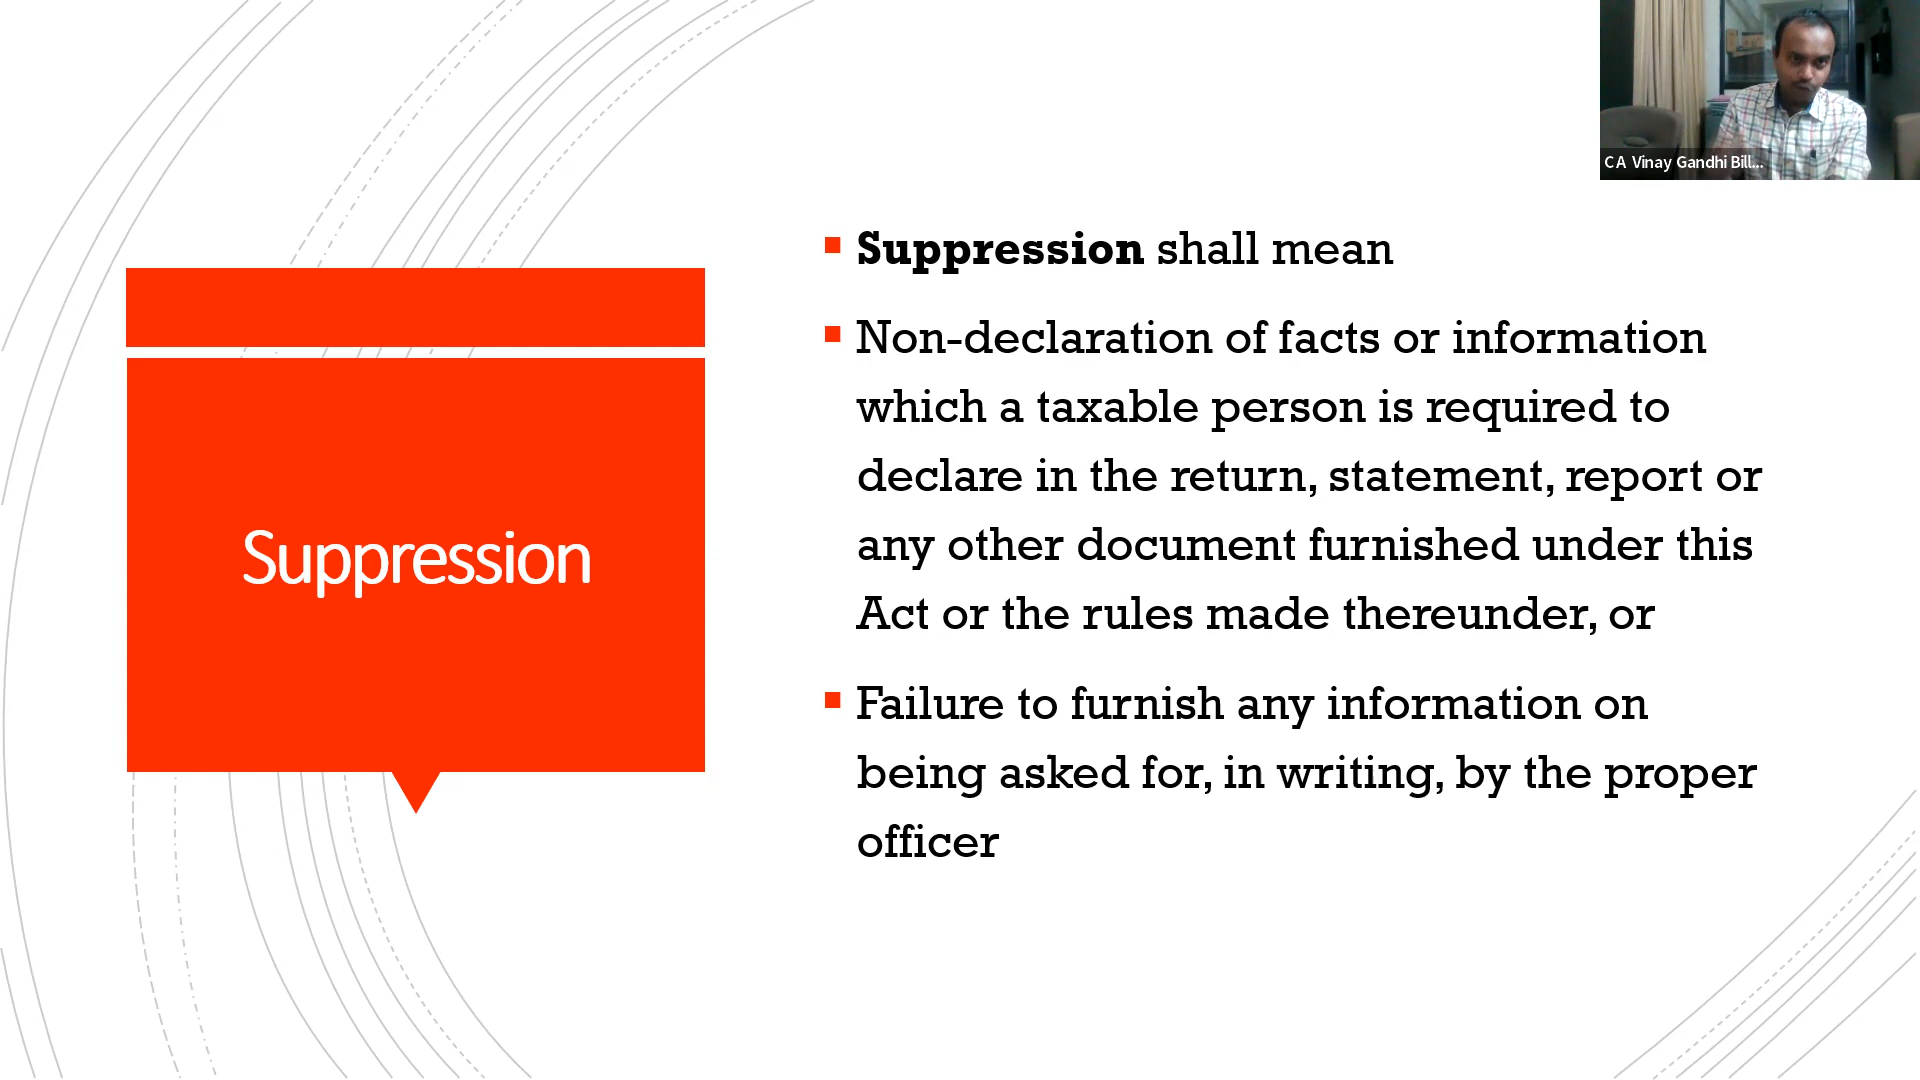 CA Vinay Gandhi Bill...
Suppression
Suppression shall mean
Non-declaration of facts or information
which a taxable person is required to
declare in the return, statement, report or
any other document furnished under this
Act or the rules made thereunder, or
Failure to furnish any information on
being asked for, in writing, by the proper
officer